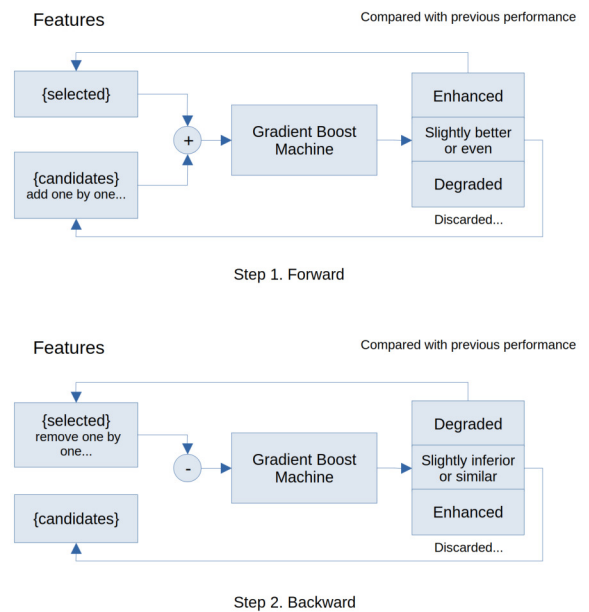 Features
Compared with previous performance
{selected}
Enhanced
+
Gradient Boost
Machine
Slightly better
or even
{candidates}
add one by one...
Degraded
Discarded...
Step 1. Forward
Features
Compared with previous performance
{selected}
remove one by
one...
Degraded
-
Gradient Boost
Machine
Slightly inferior
or similar
{candidates}
Enhanced
Discarded...
Step 2. Backward